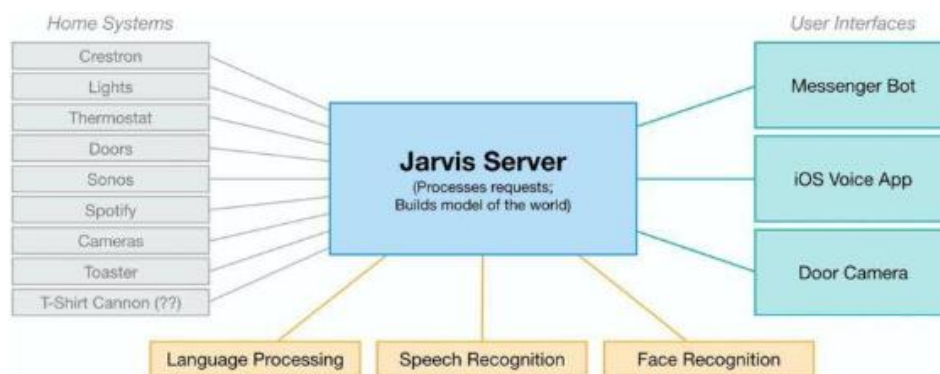 Home Systems
Crestron
Lights
Thermostat
Doors
Sonos
Spotify
Cameras
Toaster
T-Shirt Cannon (??)
Jarvis Server
(Processes requests;
Builds model of the world)
User Interfaces
Messenger Bot
iOS Voice App
Door Camera
Language Processing
Speech Recognition
Face Recognition